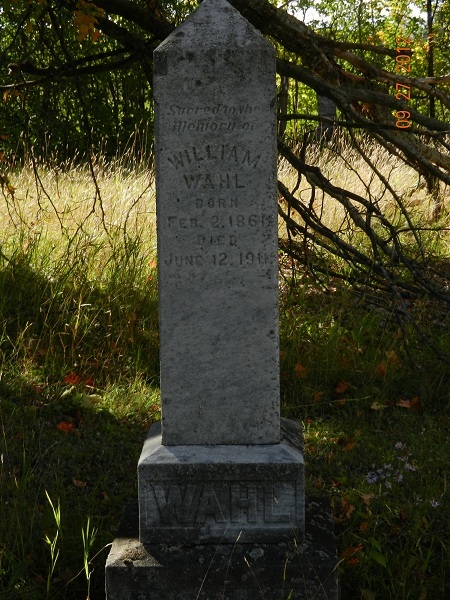 Sacred to the
Memory of
WILLIAM
WAHL
BORN
FEB. 2, 1861
DIED
JUNE 12, 1911
WAHL